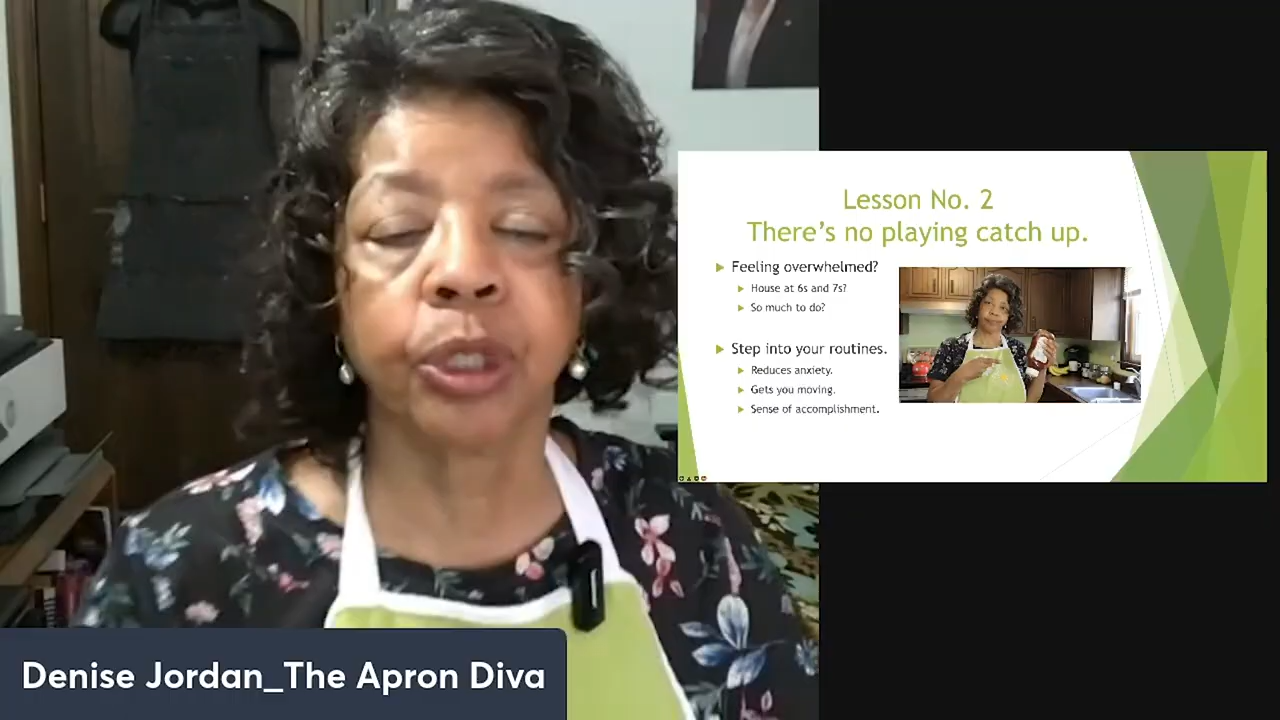 Lesson No. 2
There's no playing catch up.
Feeling overwhelmed?
House at 6s and 7s?
So much to do?
Step into your routines.
Reduces anxiety.
Gets you moving.
Sense of accomplishment.
Denise Jordan_The Apron Diva